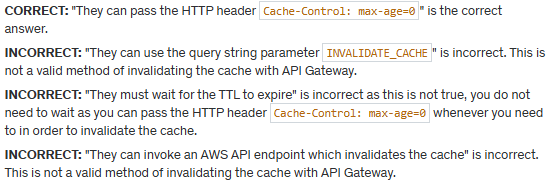 CORRECT: "They can pass the HTTP header Cache-Control: max-age=0 " is the correct
answer.
INCORRECT: "They can use the query string parameter INVALIDATE_CACHE " is incorrect. This is
not a valid method of invalidating the cache with API Gateway.
INCORRECT: "They must wait for the TTL to expire" is incorrect as this is not true, you do not
need to wait as you can pass the HTTP header Cache-Control: max-age=0 whenever you need
to in order to invalidate the cache.
INCORRECT: "They can invoke an AWS API endpoint which invalidates the cache" is incorrect.
This is not a valid method of invalidating the cache with API Gateway.